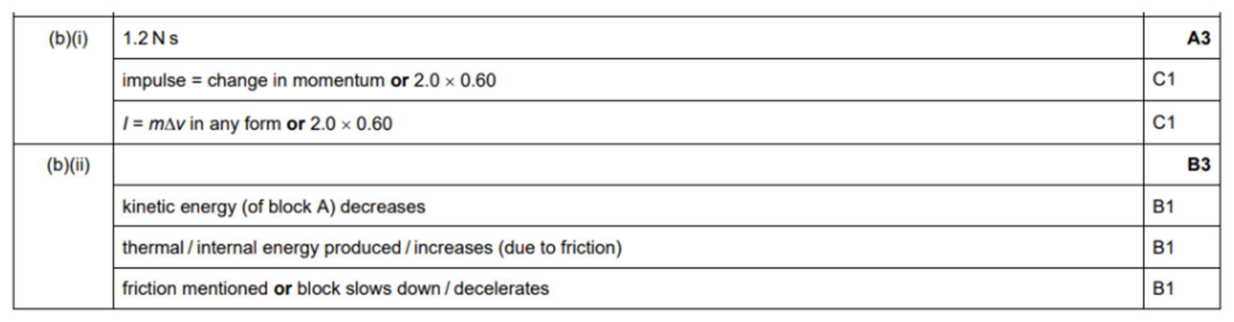 (b)(i) 1.2 N s A3
impulse = change in momentum or 2.0 × 0.60 C1
I = mΔv in any form or 2.0 × 0.60 C1
(b)(ii) B3
kinetic energy (of block A) decreases B1
thermal / internal energy produced / increases (due to friction) B1
friction mentioned or block slows down / decelerates B1